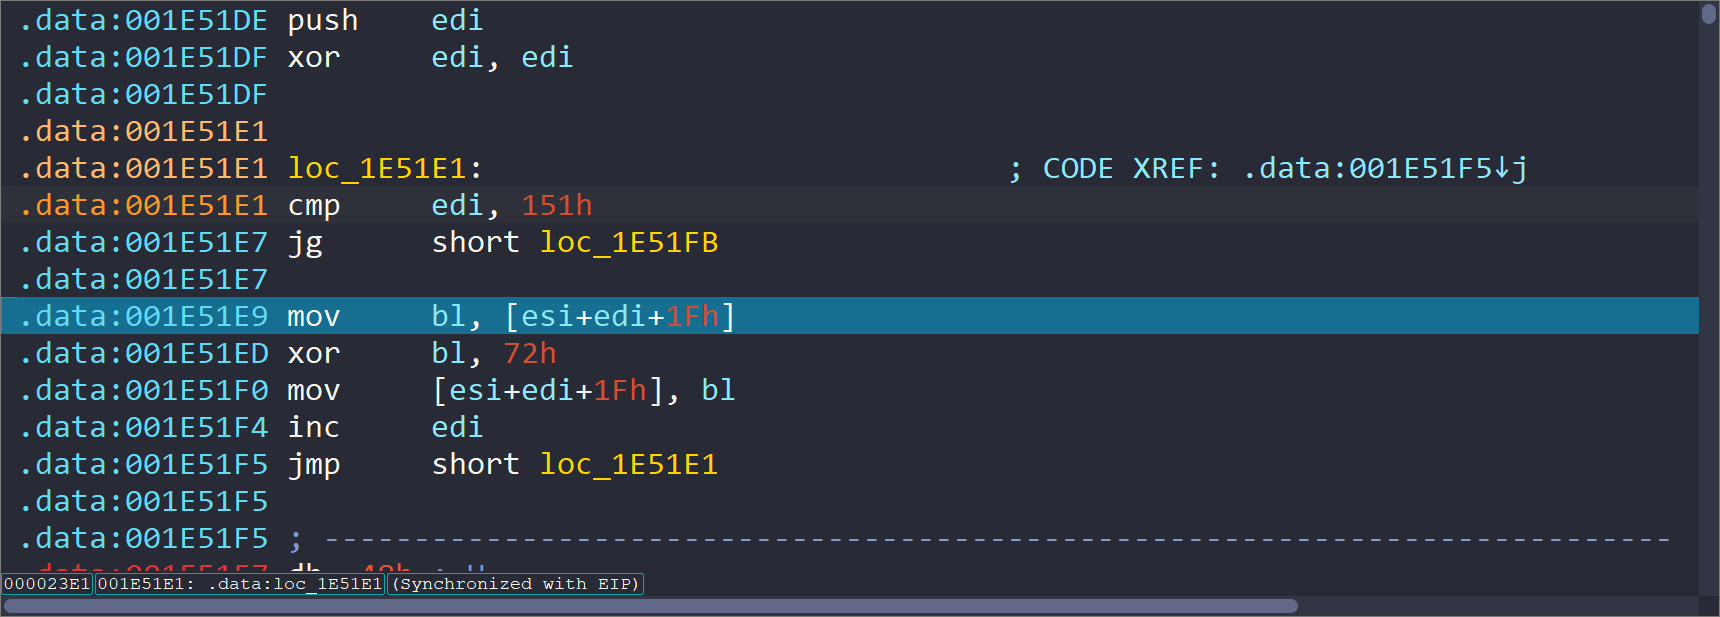 .data:001E51DE push    edi
.data:001E51DF xor     edi, edi
.data:001E51DF
.data:001E51E1
.data:001E51E1 loc_1E51E1:                             ; CODE XREF: .data:001E51F5↓j
.data:001E51E1 cmp     edi, 151h
.data:001E51E7 jg      short loc_1E51FB
.data:001E51E7
.data:001E51E9 mov     bl, [esi+edi+1Fh]
.data:001E51ED xor     bl, 72h
.data:001E51F0 mov     [esi+edi+1Fh], bl
.data:001E51F4 inc     edi
.data:001E51F5 jmp     short loc_1E51E1
.data:001E51F5
.data:001E51F5 ; ---------------------------------------------------------------------------
.data:001E51F7 db
000023E1 001E51E1: .data:loc_1E51E1 (Synchronized with EIP)